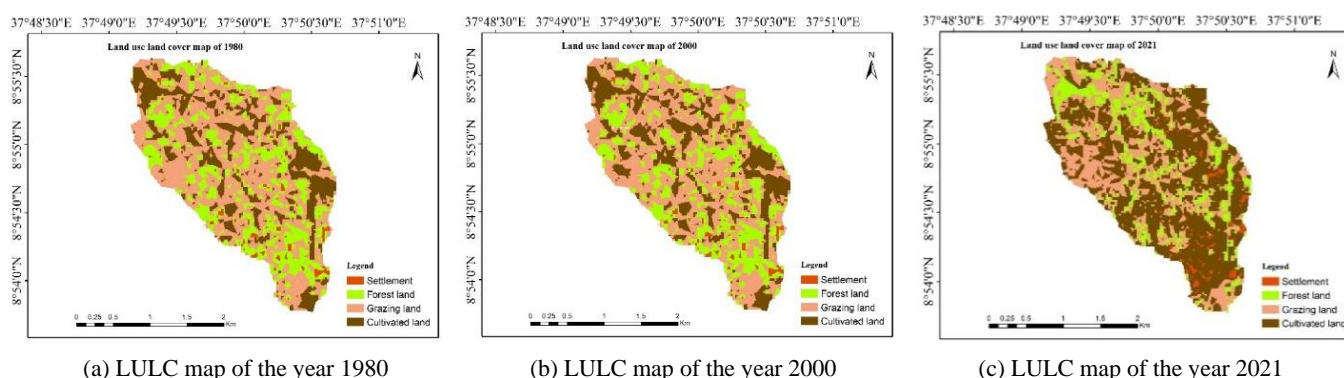 37°48'30"E 37°49'0"E 37°49'30"E 37°50'0"E 37°50'30"E 37°51'0"E
Land use land cover map of 1980
N
8°55'30"N
8°55'0"N
8°54'30"N
8°54'0"N
Legend
Settlement
Forest land
Grazing land
Cultivated land
0 0.25 0.5 1 1.5 2
Km
(a) LULC map of the year 1980
37°48'30"E 37°49'0"E 37°49'30"E 37°50'0"E 37°50'30"E 37°51'0"E
Land use land cover map of 2000
N
8°55'30"N
8°55'0"N
8°54'30"N
8°54'0"N
Legend
Settlement
Forest land
Grazing land
Cultivated land
0 0.25 0.5 1 1.5 2
Km
(b) LULC map of the year 2000
37°48'30"E 37°49'0"E 37°49'30"E 37°50'0"E 37°50'30"E 37°51'0"E
Land use land cover map of 2021
N
8°55'30"N
8°55'0"N
8°54'30"N
8°54'0"N
Legend
Settlement
Forest land
Grazing land
Cultivated land
0 0.25 0.5 1 1.5 2
Km
(c) LULC map of the year 2021